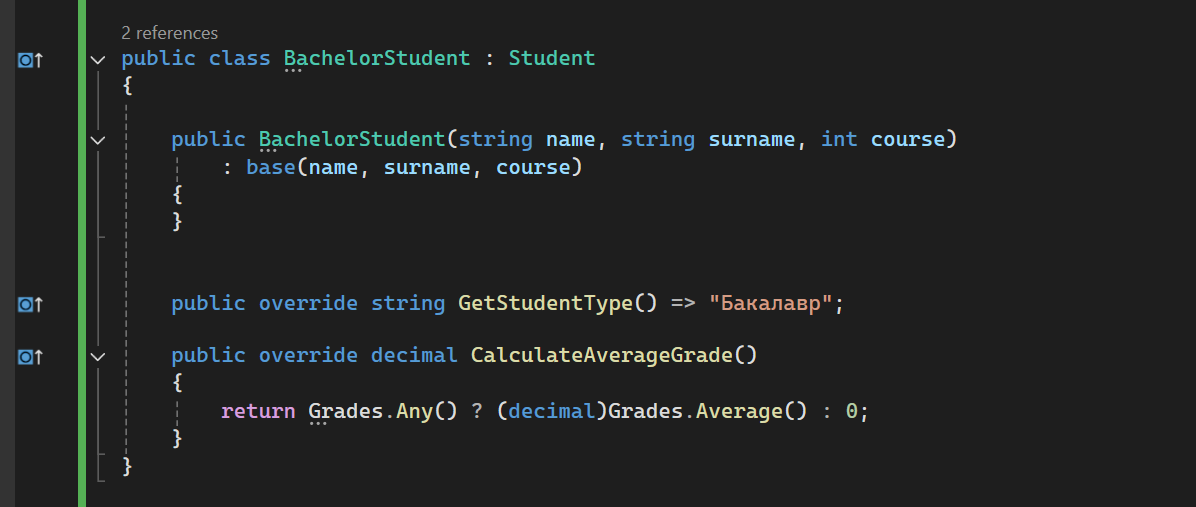 2 references
public class BachelorStudent : Student
{
public BachelorStudent(string name, string surname, int course)
: base(name, surname, course)
{
}
public override string GetStudentType() => "Бакалавр";
public override decimal CalculateAverageGrade()
{
return Grades.Any() ? (decimal)Grades.Average() : 0;
}
}